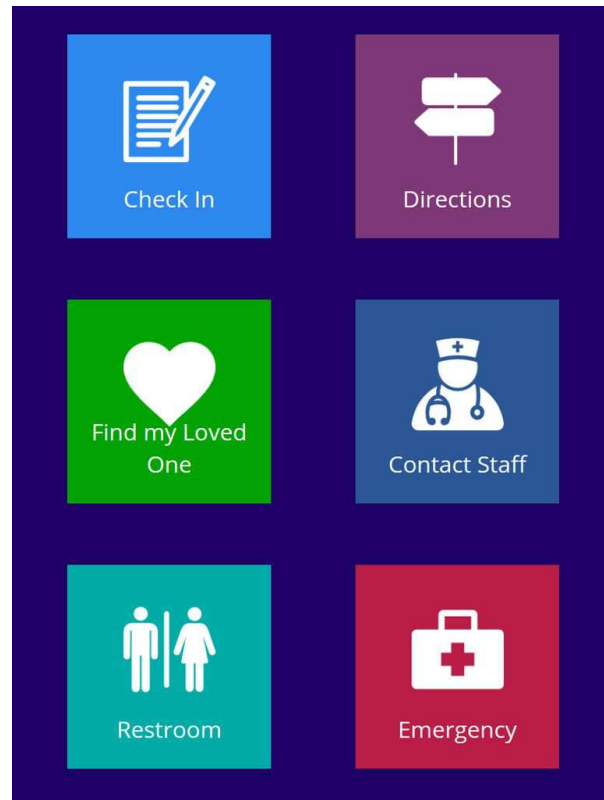 Check In
Directions
Find my Loved
One
Contact Staff
Restroom
Emergency